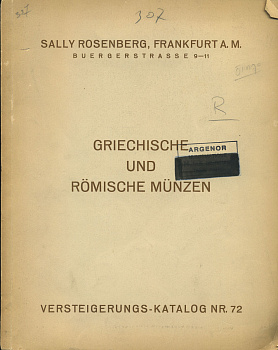 307
SALLY ROSENBERG, FRANKFURT A. M.
BUERGERSTRASSE 9—11
R
GRIECHISCHE
UND
RÖMISCHE MÜNZEN
ARGENOR
VERSTEIGERUNGS-KATALOG NR. 72